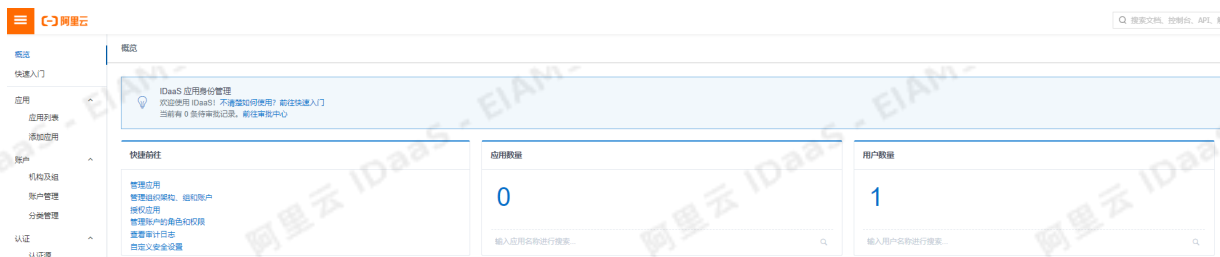 阿里云
搜索文档、控制台、API、
概览
快速入门
应用
应用列表
添加应用
账户
机构及组
账户管理
分类管理
认证
认证源
概览
IDaaS 应用身份管理
欢迎使用 IDaaS! 不清楚如何使用? 前往快速入门
当前有 0 条待审批记录。前往审批中心
快捷前往
管理应用
管理组织架构、组和账户
授权应用
管理账户的角色和权限
查看审计日志
自定义安全设置
应用数量
0
输入应用名称进行搜索...
用户数量
1
输入用户名称进行搜索...
阿里云 IDaaS - EIAM